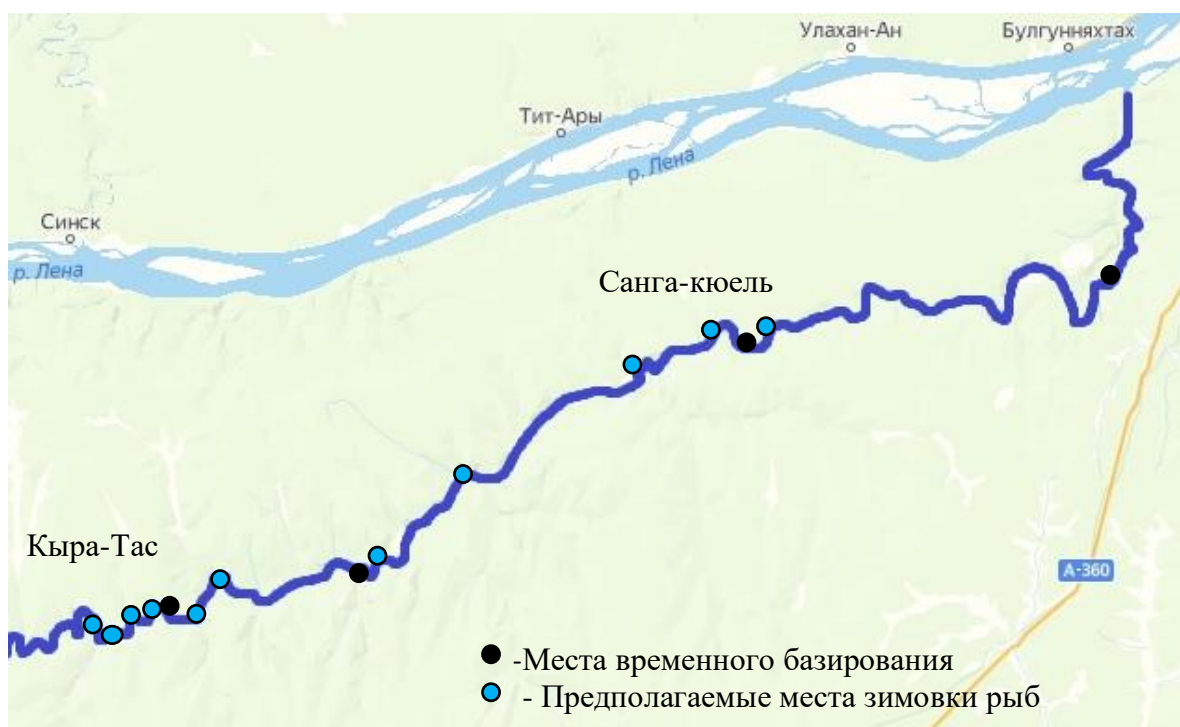 Улахан-Ан
Булгунняхтах
Тит-Ары
р. Лена
Синск
р. Лена
Санга-кюель
Кыра-Тас
А-360
-Места временного базирования
- Предполагаемые места зимовки рыб